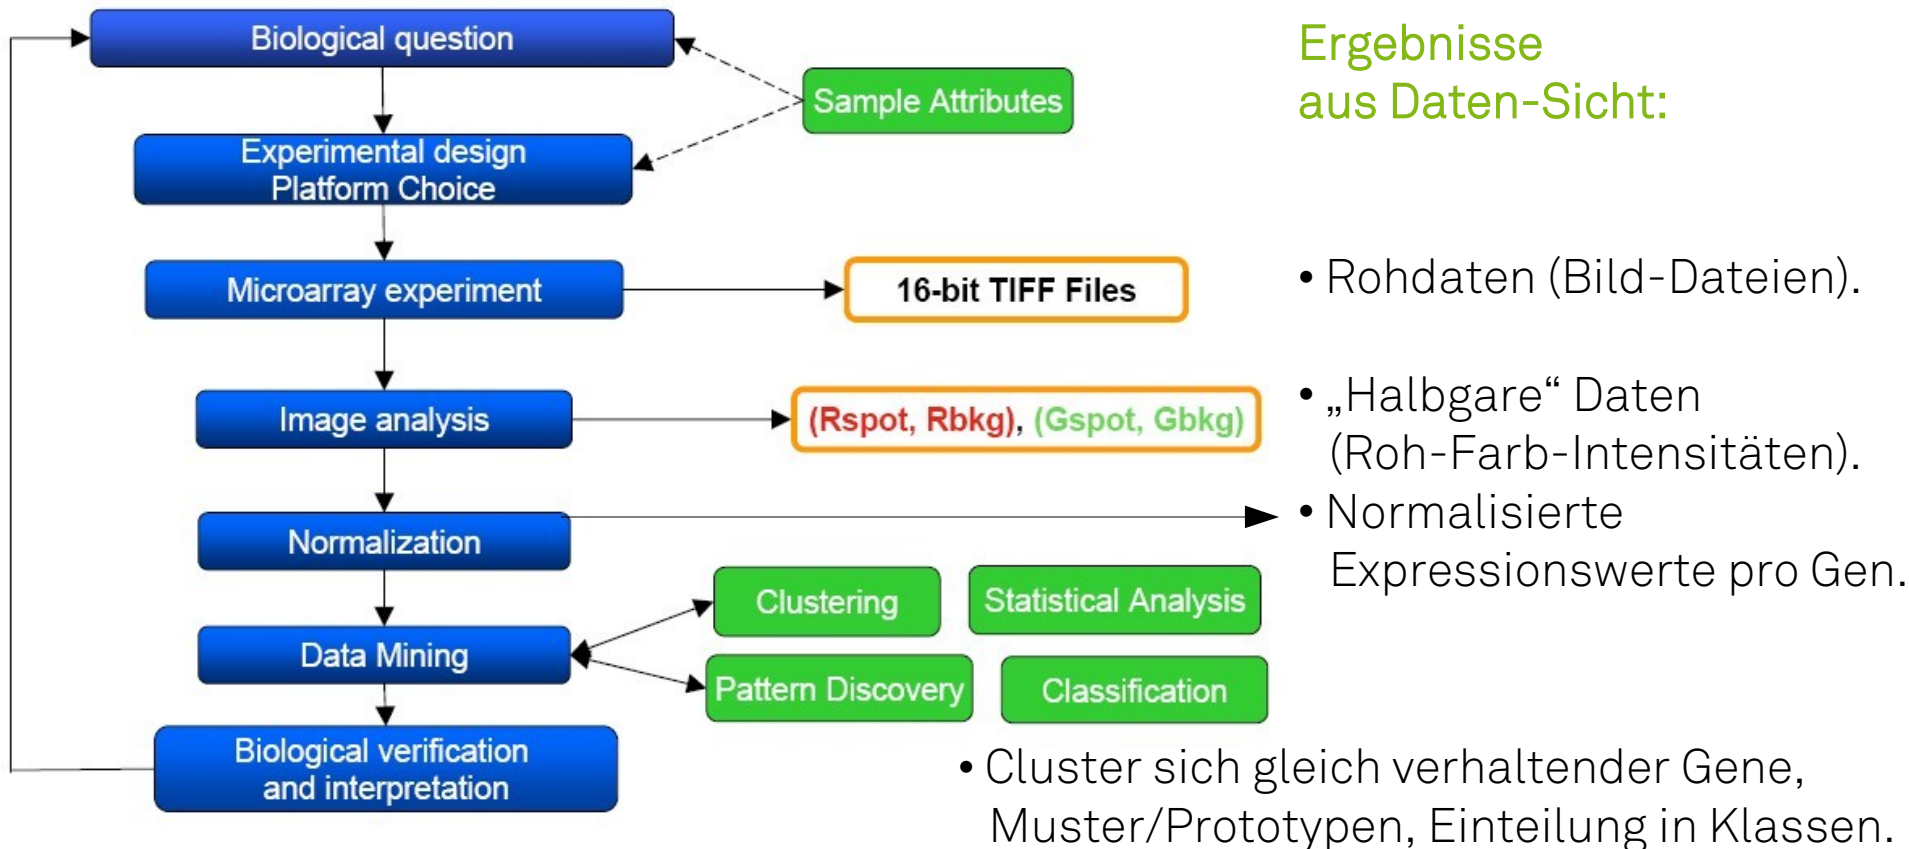 Biological question
Sample Attributes
Experimental design
Platform Choice
Microarray experiment
16-bit TIFF Files
Image analysis
(Rspot, Rbkg), (Gspot, Gbkg)
Normalization
Data Mining
Clustering
Statistical Analysis
Pattern Discovery
Classification
Biological verification
and interpretation
Ergebnisse
aus Daten-Sicht:
• Rohdaten (Bild-Dateien).
• „Halbgare“ Daten
(Roh-Farb-Intensitäten).
• Normalisierte
Expressionswerte pro Gen.
• Cluster sich gleich verhaltender Gene,
Muster/Prototypen, Einteilung in Klassen.